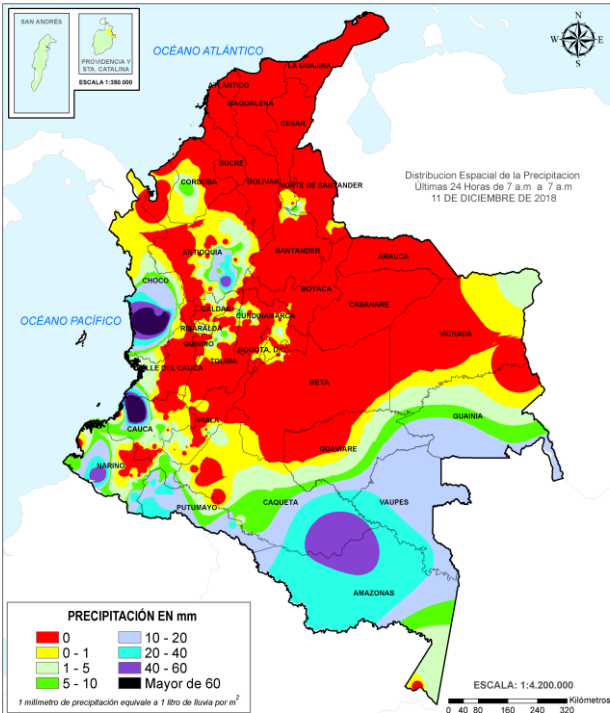 SAN ANDRÉS
PROVIDENCIA Y
STA. CATALINA
ESCALA 1:350.000
OCÉANO ATLÁNTICO
N
W
E
S
LA GUAJIRA
ATLANTICO
MAGDALENA
CESAR
Distribucion Espacial de la Precipitacion
Últimas 24 Horas de 7 a.m a 7 a.m
11 DE DICIEMBRE DE 2018
SUCRE
CORDOBA
BOLIVAR
NORTE DE SANTANDER
ANTIOQUIA
SANTANDER
ARAUCA
CHOCO
BOYACA
CASANARE
OCÉANO PACÍFICO
CALDAS
CUNDINAMARCA
RISARALDA
VICHADA
QUINDIO
BOGOTA, D.C.
TOLIMA
VALLE DEL CAUCA
META
GUAINIA
CAUCA
HUILA
GUAVIARE
NARIÑO
CAQUETA
VAUPES
PUTUMAYO
AMAZONAS
PRECIPITACIÓN EN mm
0
10 - 20
0 - 1
20 - 40
1 - 5
40 - 60
5 - 10
Mayor de 60
1 milimetro de precipitación equivale a 1 litro de lluvia por m²
ESCALA: 1:4.200.000
Kilómetros
0 40 80 160 240 320